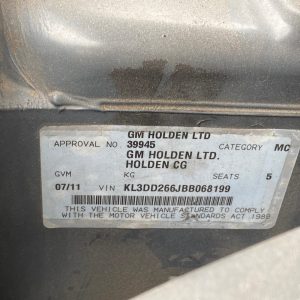 GM HOLDEN LTD
APPROVAL NO 39945 CATEGORY MC
GM HOLDEN LTD.
HOLDEN CG
GVM KG SEATS 5
07/11 VIN KL3DD266JBB068199
THIS VEHICLE WAS MANUFACTURED TO COMPLY
WITH THE MOTOR VEHICLE STANDARDS ACT 1989